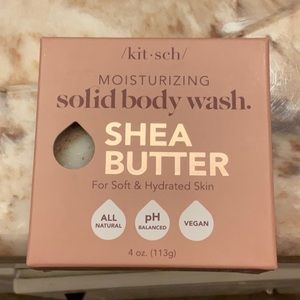 /kit•sch/
MOISTURIZING
solid body wash.
SHEA
BUTTER
For Soft & Hydrated Skin
ALL
NATURAL
pH
BALANCED
VEGAN
4 oz. (113g)